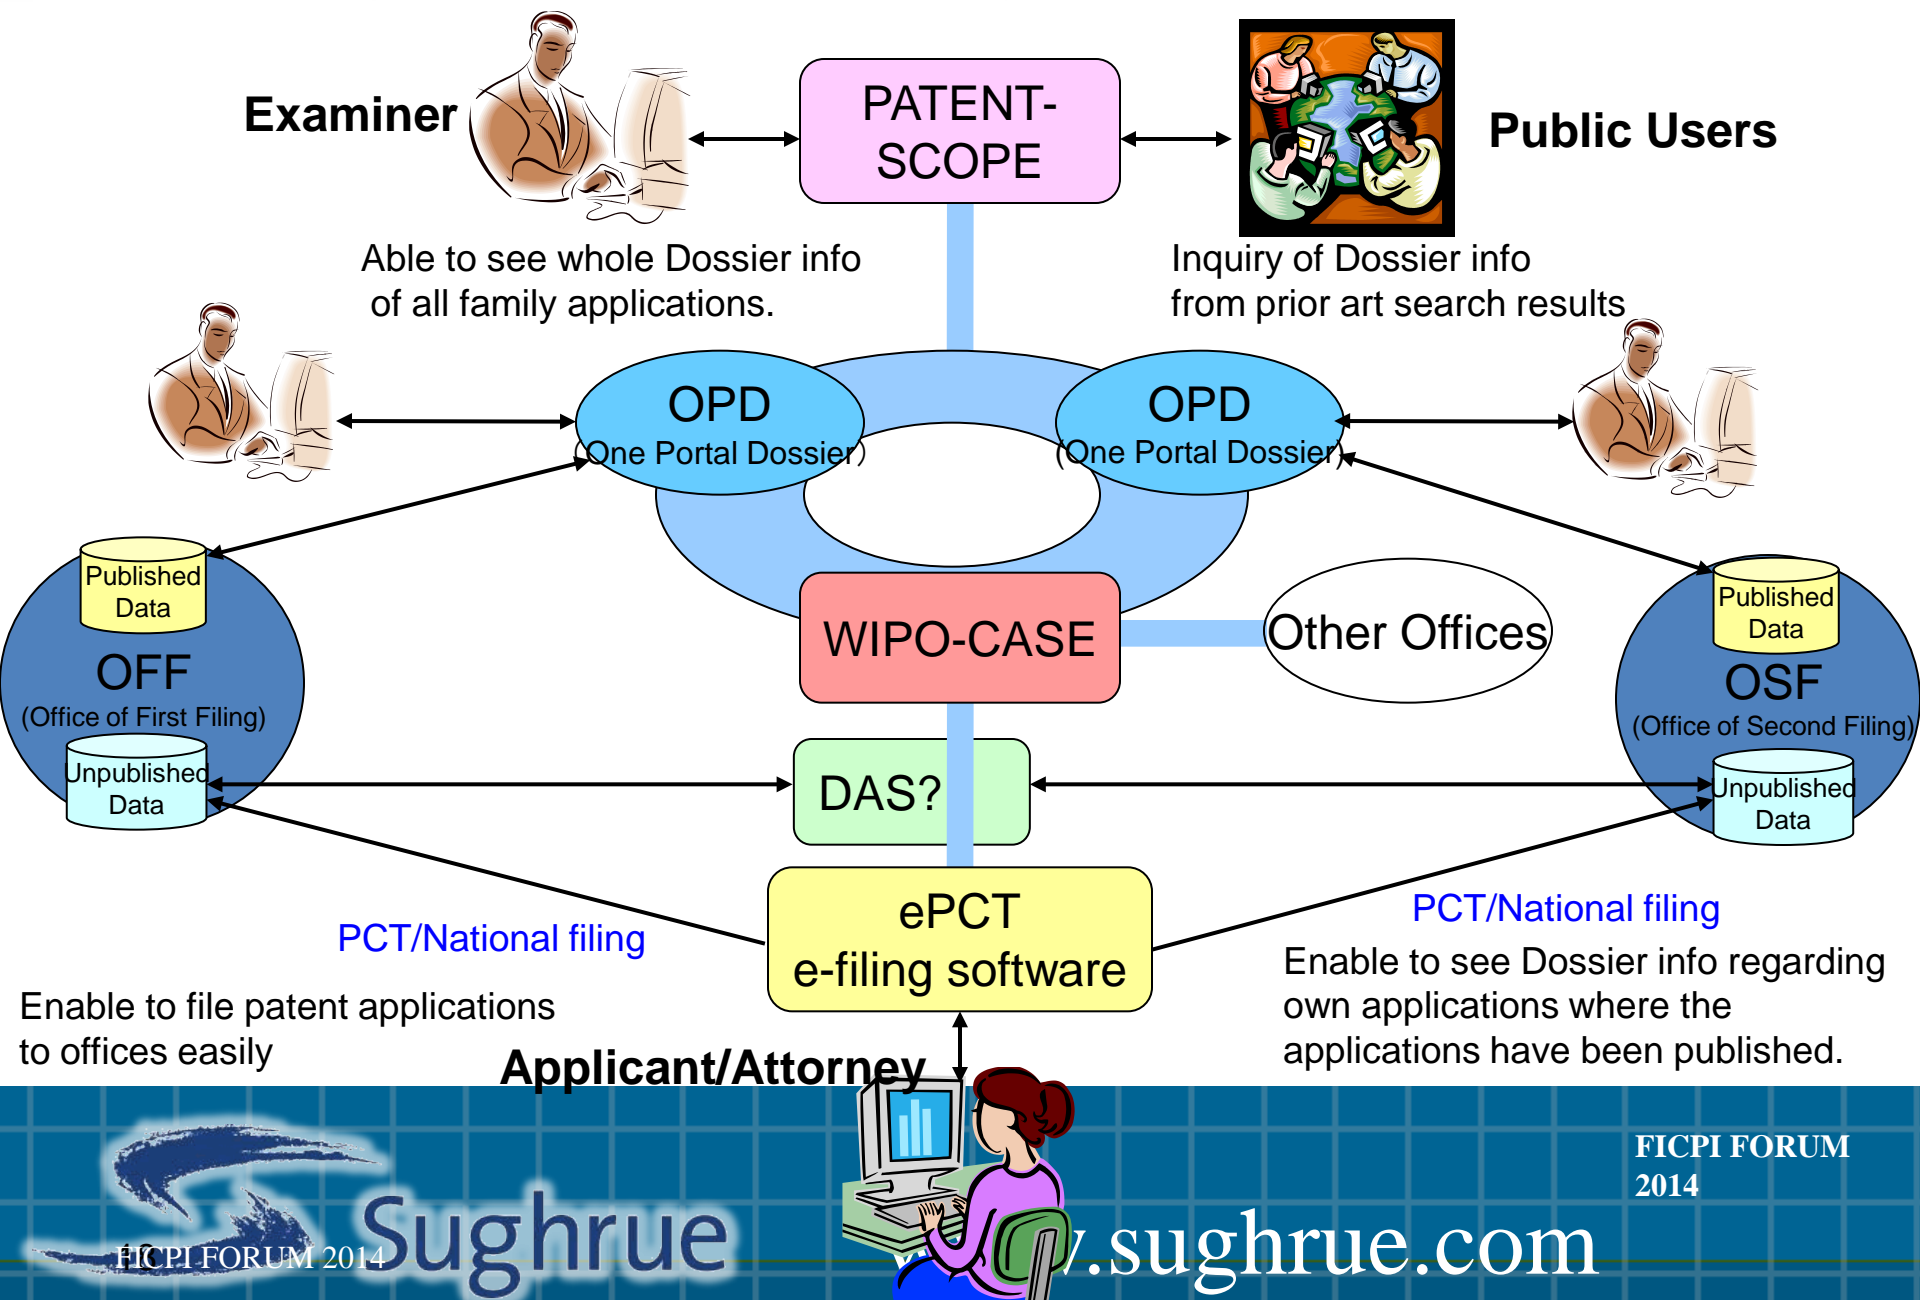 Examiner
PATENT-
SCOPE
Public Users
Able to see whole Dossier info
of all family applications.
Inquiry of Dossier info
from prior art search results
OPD
(One Portal Dossier)
OPD
(One Portal Dossier)
Published
Data
OFF
(Office of First Filing)
Unpublished
Data
WIPO-CASE
Other Offices
Published
Data
OSF
(Office of Second Filing)
Unpublished
Data
DAS?
ePCT
e-filing software
PCT/National filing
PCT/National filing
Enable to file patent applications
to offices easily
Enable to see Dossier info regarding
own applications where the
applications have been published.
Applicant/Attorney
FICPI FORUM
2014
Sughrue
FICPI FORUM 2014
.sughrue.com